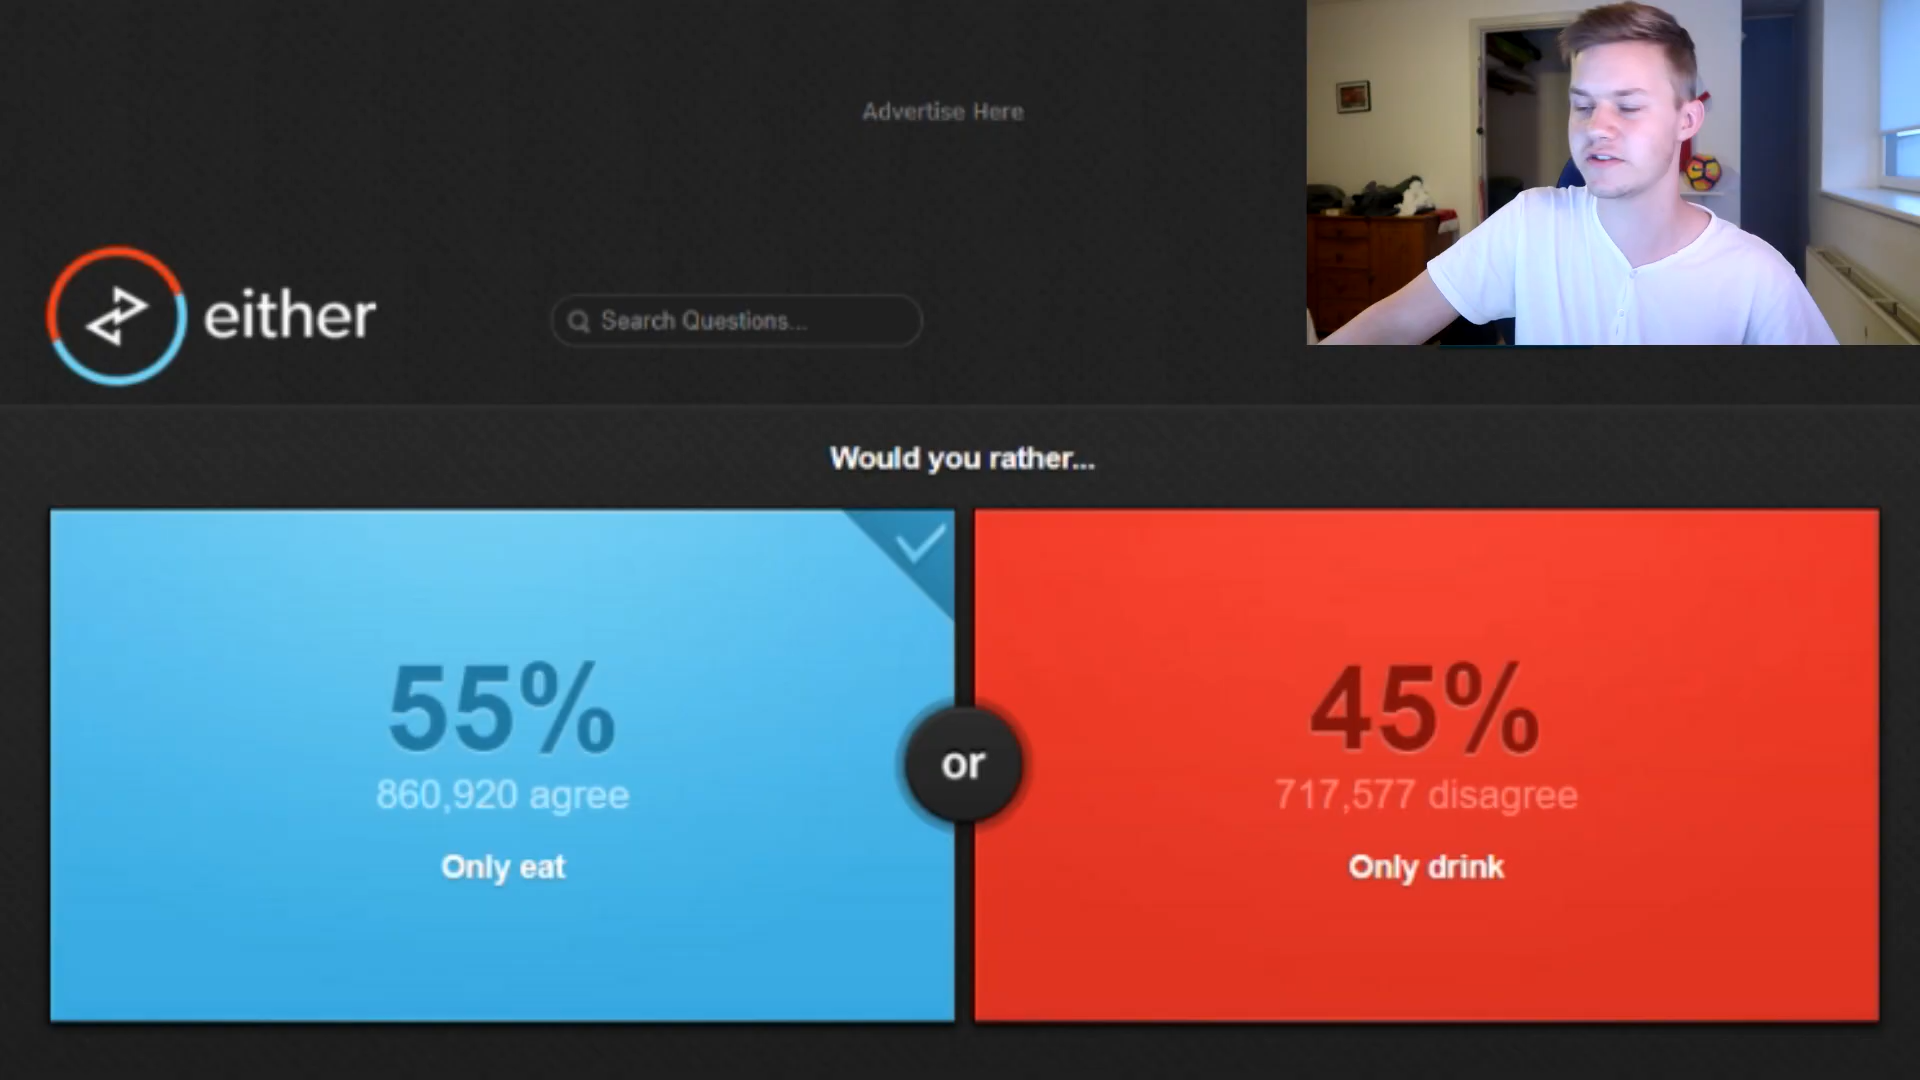 Advertise Here
either
Search Questions...
Would you rather...
55%
860,920 agree
Only eat
or
45%
717,577 disagree
Only drink